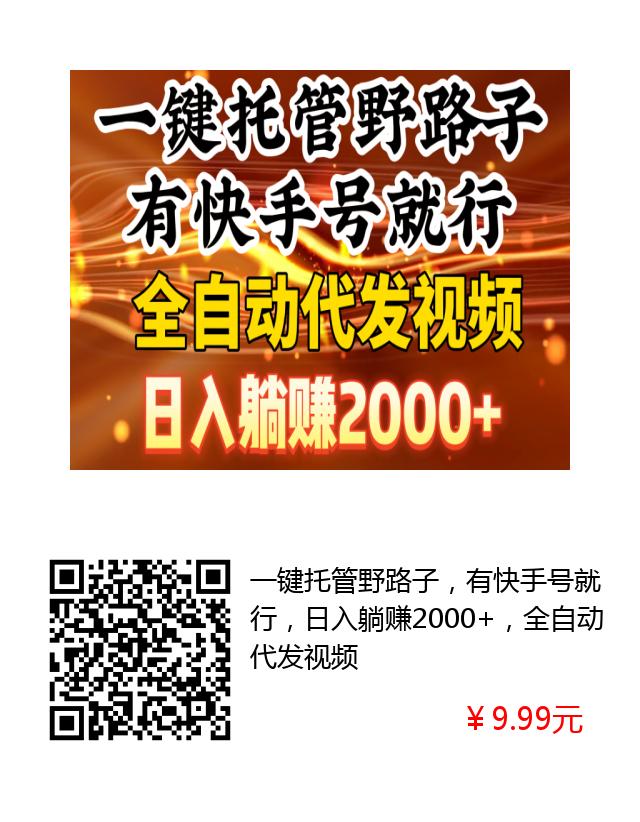 一键托管野路子
有快手号就行
全自动代发视频
日入躺赚2000+
一键托管野路子，有快手号就
行，日入躺赚2000+，全自动
代发视频
￥9.99元